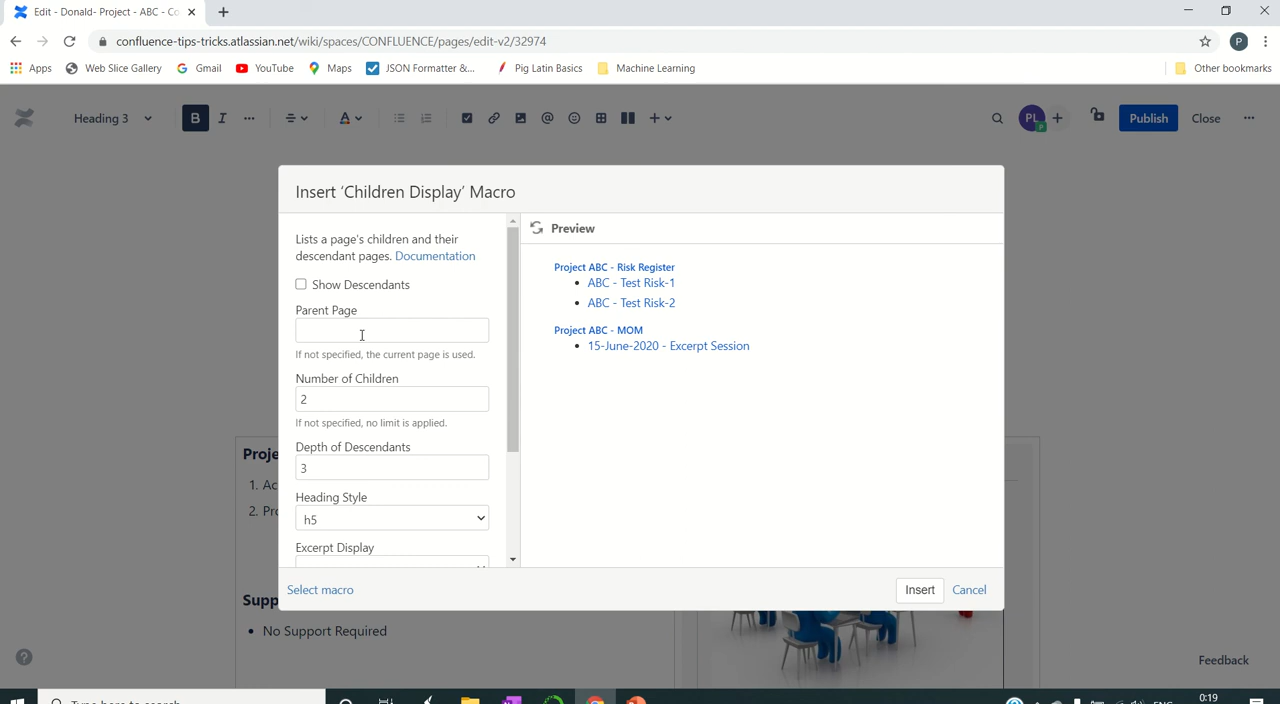 Edit - Donald- Project - ABC - Co
confluence-tips-tricks.atlassian.net/wiki/spaces/CONFLUENCE/pages/edit-v2/32974
P
Apps
Web Slice Gallery
Gmail
YouTube
Maps
JSON Formatter &...
Pig Latin Basics
Machine Learning
Other bookmarks
Heading 3
B
I
A
PL
P
Publish
Close
Insert 'Children Display' Macro
Lists a page's children and their
descendant pages. Documentation
Show Descendants
Parent Page
If not specified, the current page is used.
Number of Children
2
If not specified, no limit is applied.
Depth of Descendants
3
Heading Style
h5
Excerpt Display
Preview
Project ABC - Risk Register
• ABC - Test Risk-1
• ABC - Test Risk-2
Project ABC - MOM
• 15-June-2020 - Excerpt Session
Select macro
Insert
Cancel
Proje
1. Ac
2. Pro
Supp
• No Support Required
Feedback
Type here to search
ENG
0:19